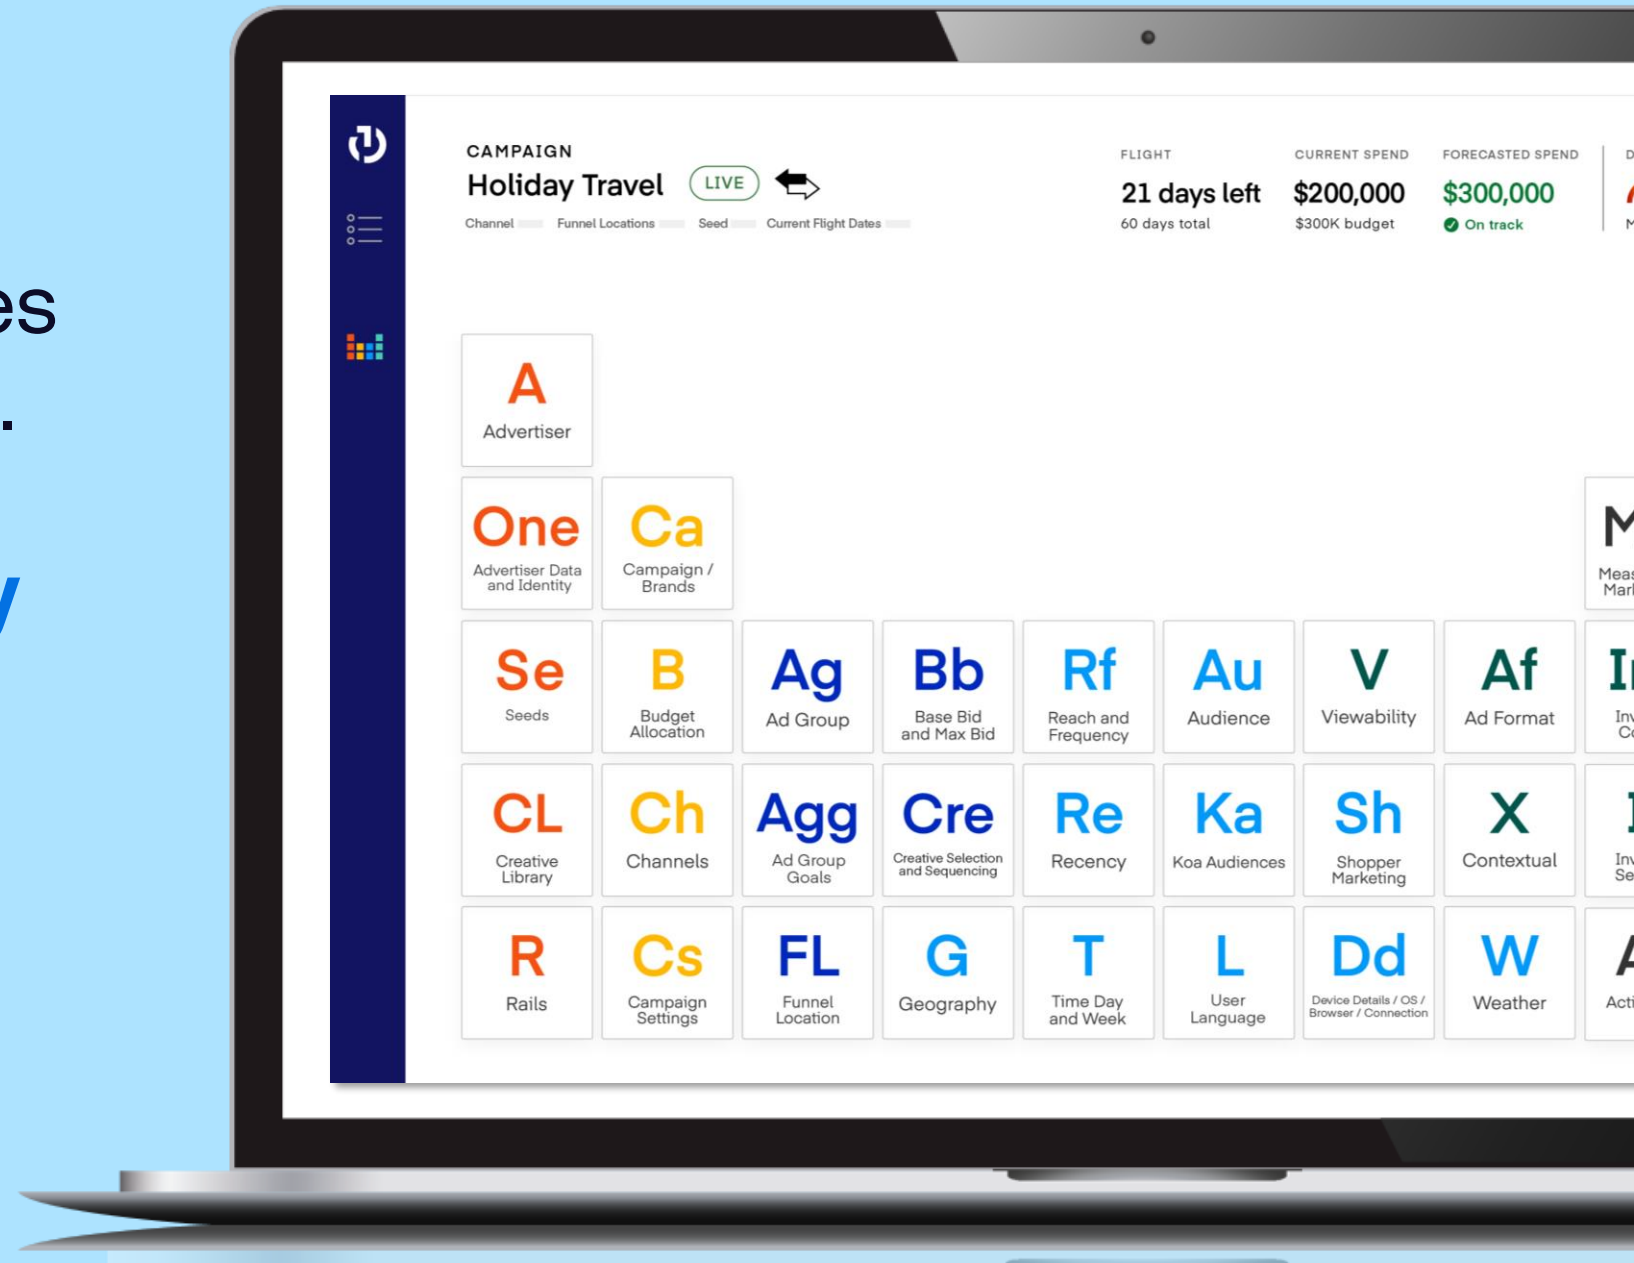 CAMPAIGN
Holiday Travel
LIVE
Channel
Funnel Locations
Seed
Current Flight Dates
FLIGHT
21 days left
60 days total
CURRENT SPEND
$200,000
$300K budget
FORECASTED SPEND
$300,000
On track
es
.
y
A
Advertiser
One
Advertiser Data
and Identity
Ca
Campaign /
Brands
Se
Seeds
B
Budget
Allocation
Ag
Ad Group
Bb
Base Bid
and Max Bid
Rf
Reach and
Frequency
Au
Audience
V
Viewability
Af
Ad Format
CL
Creative
Library
Ch
Channels
Agg
Ad Group
Goals
Cre
Creative Selection
and Sequencing
Re
Recency
Ka
Koa Audiences
Sh
Shopper
Marketing
X
Contextual
R
Rails
Cs
Campaign
Settings
FL
Funnel
Location
G
Geography
T
Time Day
and Week
L
User
Language
Dd
Device Details / OS /
Browser / Connection
W
Weather